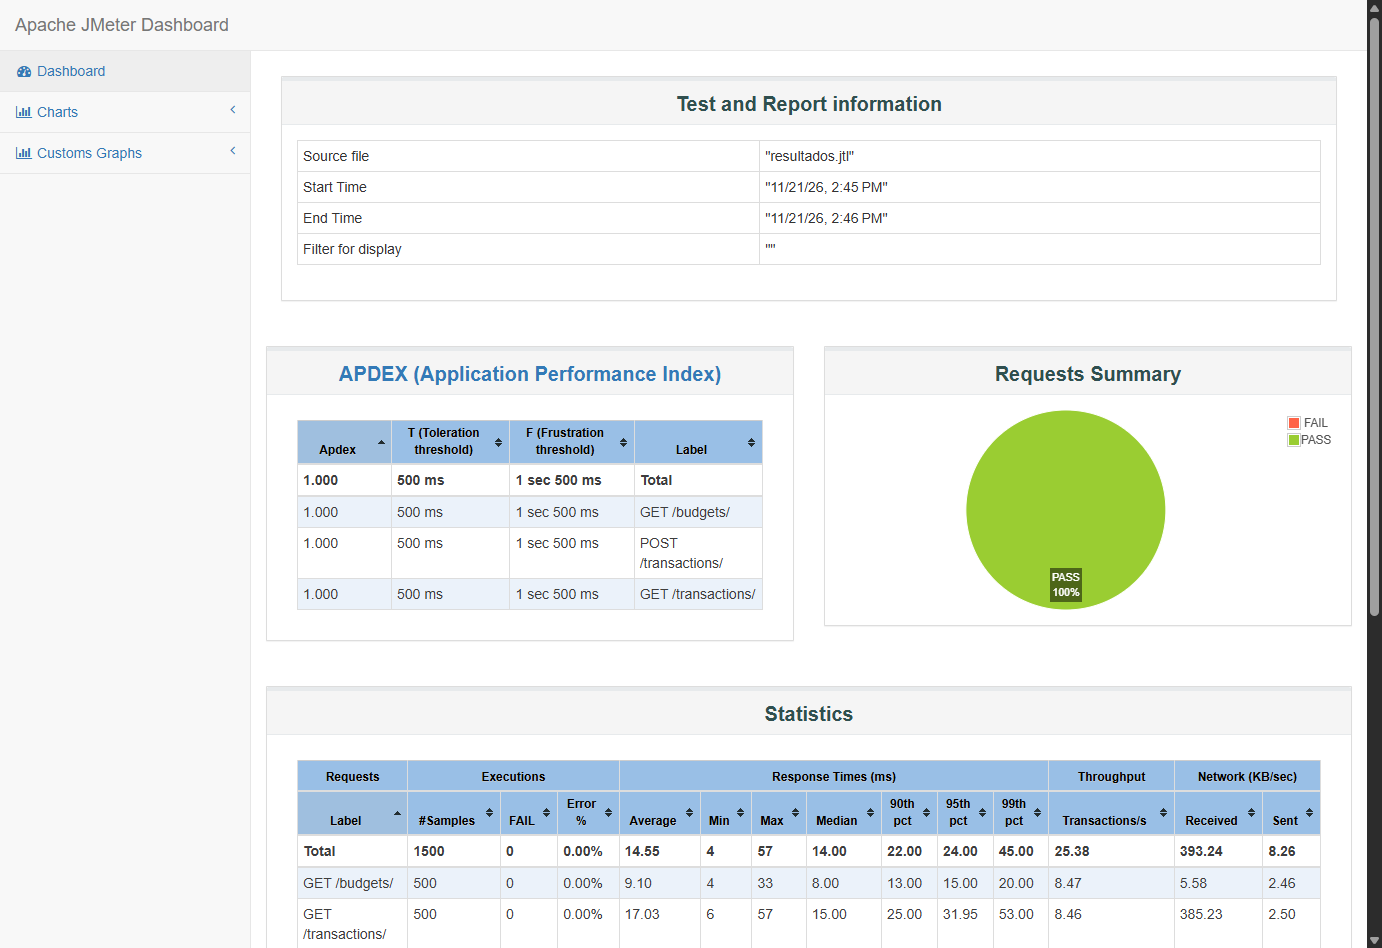 Apache JMeter Dashboard
Dashboard
Charts
Customs Graphs
Test and Report information
Source file "resultados.jtl"
Start Time "11/21/26, 2:45 PM"
End Time "11/21/26, 2:46 PM"
Filter for display ""
APDEX (Application Performance Index)
Apdex T (Toleration threshold) F (Frustration threshold) Label
1.000 500 ms 1 sec 500 ms Total
1.000 500 ms 1 sec 500 ms GET /budgets/
1.000 500 ms 1 sec 500 ms POST /transactions/
1.000 500 ms 1 sec 500 ms GET /transactions/
Requests Summary
FAIL
PASS
PASS
100%
Statistics
Requests Executions Response Times (ms) Throughput Network (KB/sec)
Label #Samples FAIL Error % Average Min Max Median 90th pct 95th pct 99th pct Transactions/s Received Sent
Total 1500 0 0.00% 14.55 4 57 14.00 22.00 24.00 45.00 25.38 393.24 8.26
GET /budgets/ 500 0 0.00% 9.10 4 33 8.00 13.00 15.00 20.00 8.47 5.58 2.46
GET /transactions/ 500 0 0.00% 17.03 6 57 15.00 25.00 31.95 53.00 8.46 385.23 2.50